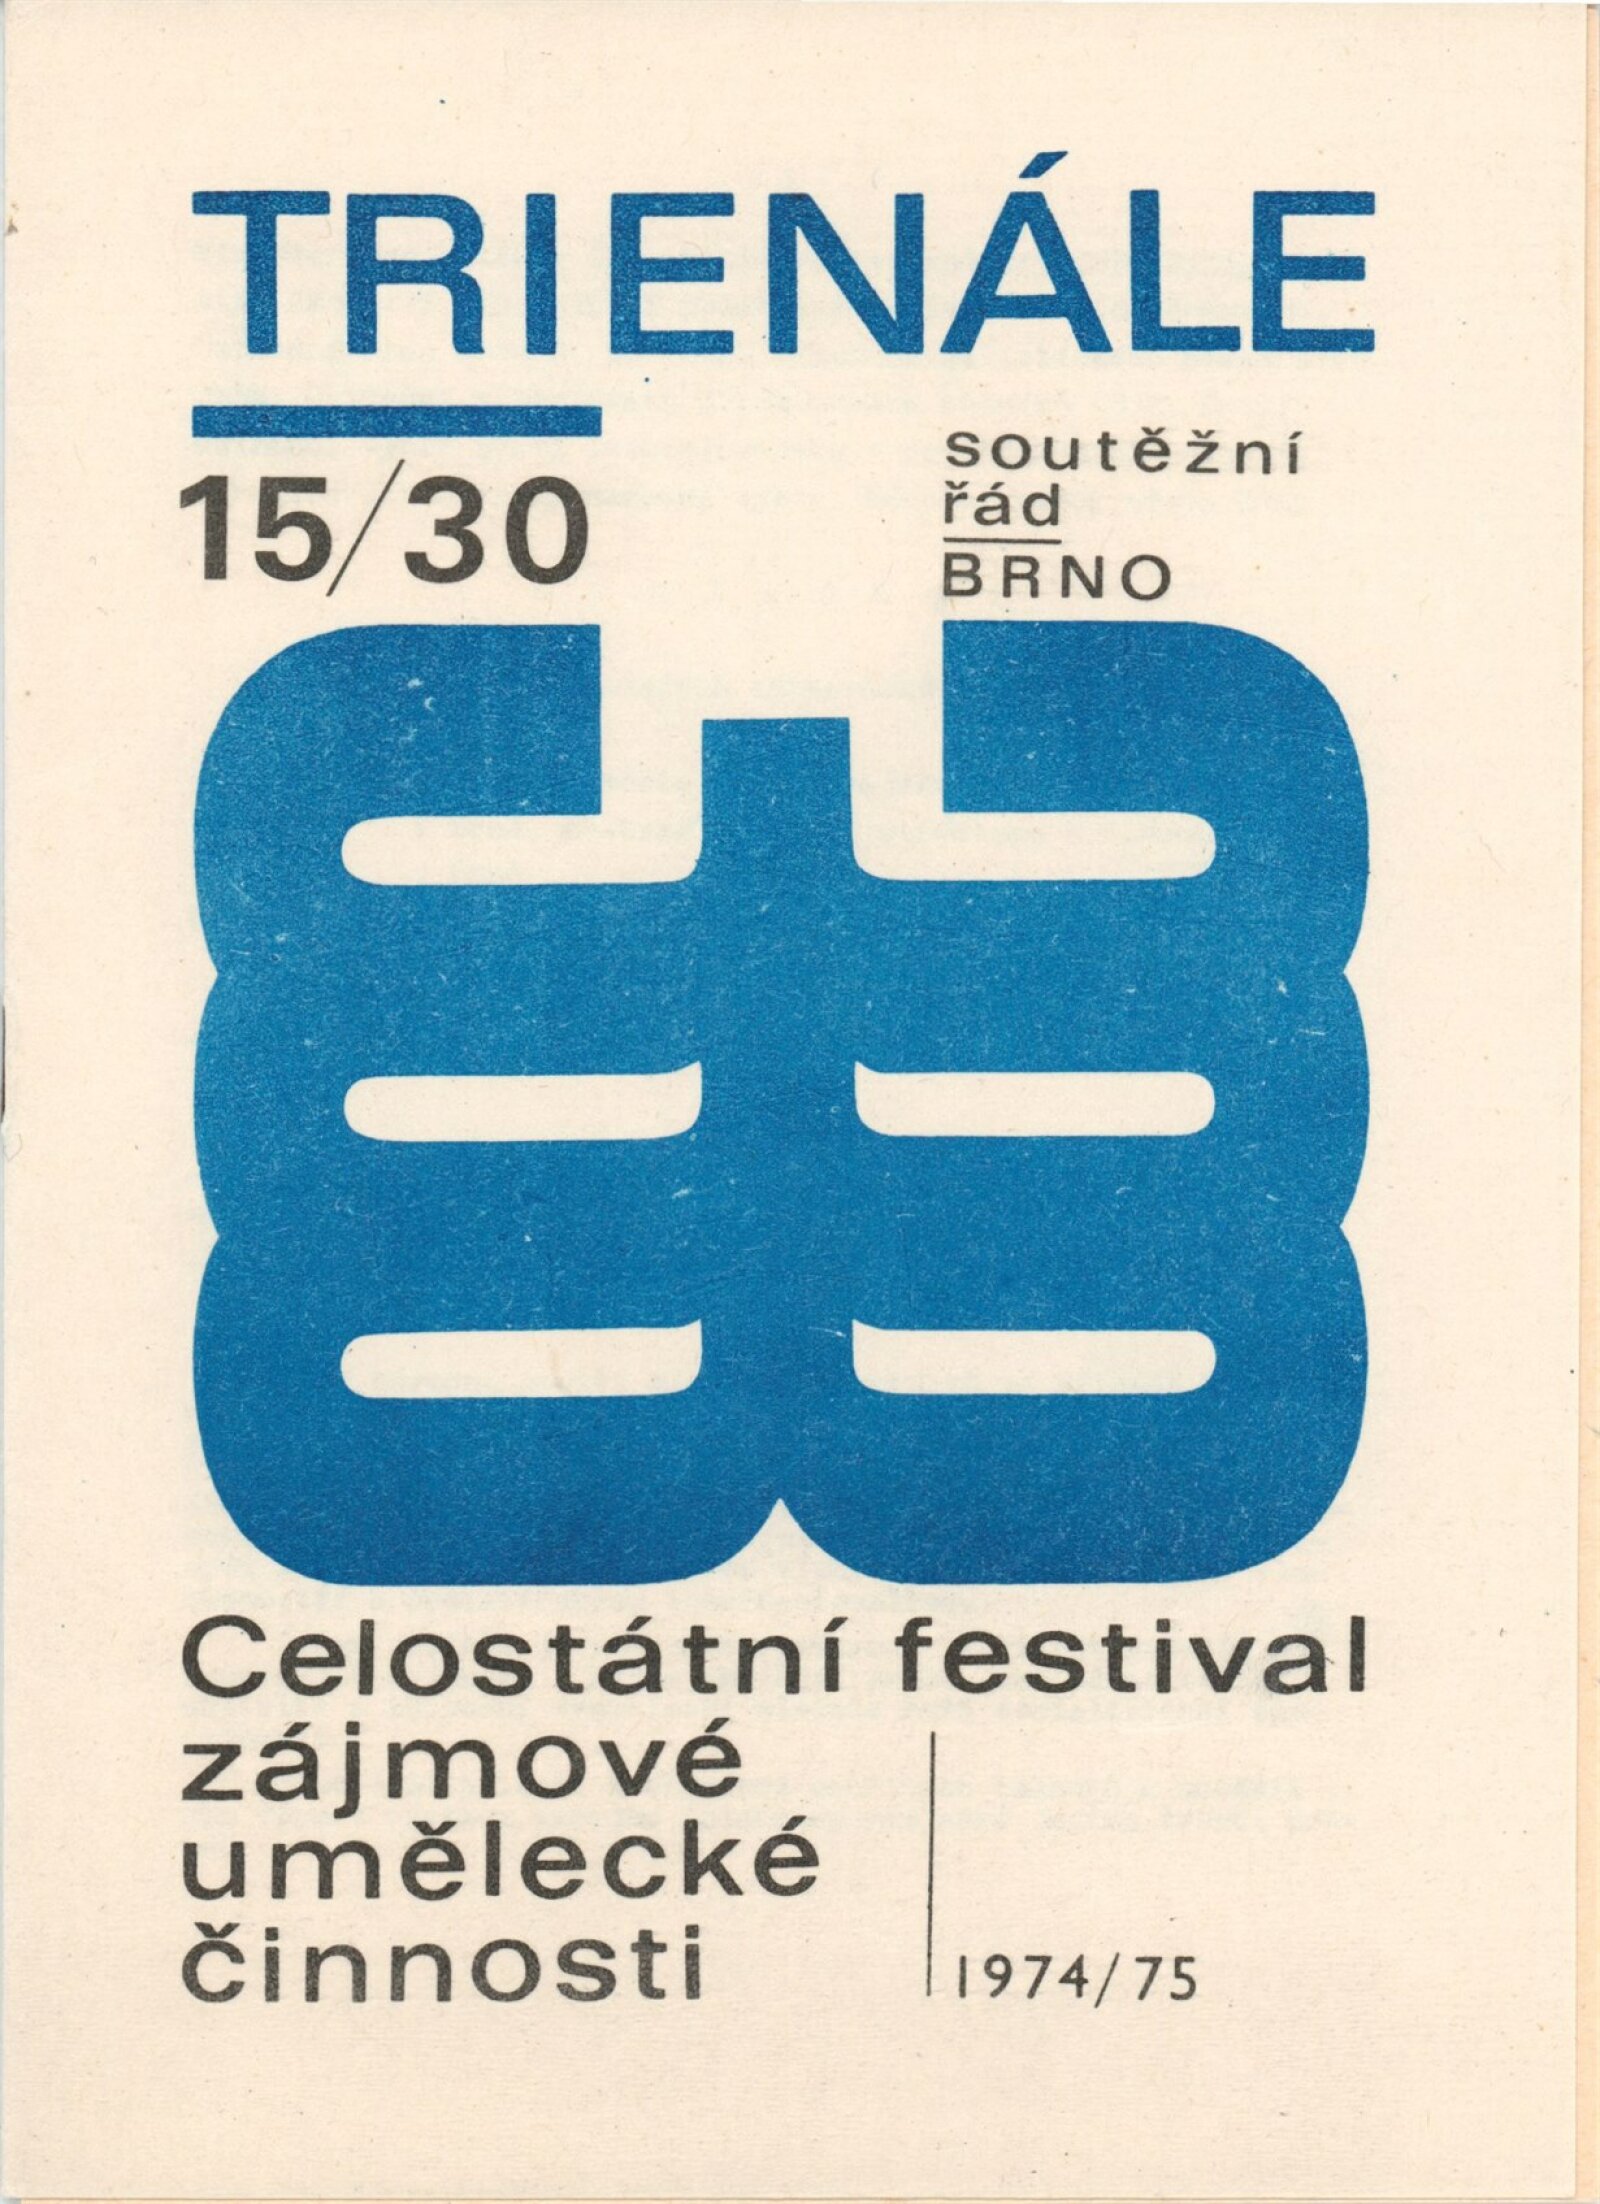 TRIENÁLE
15/30
soutěžní
řád
BRNO
Celostátní festival
zájmové
umělecké
činnosti
1974/75